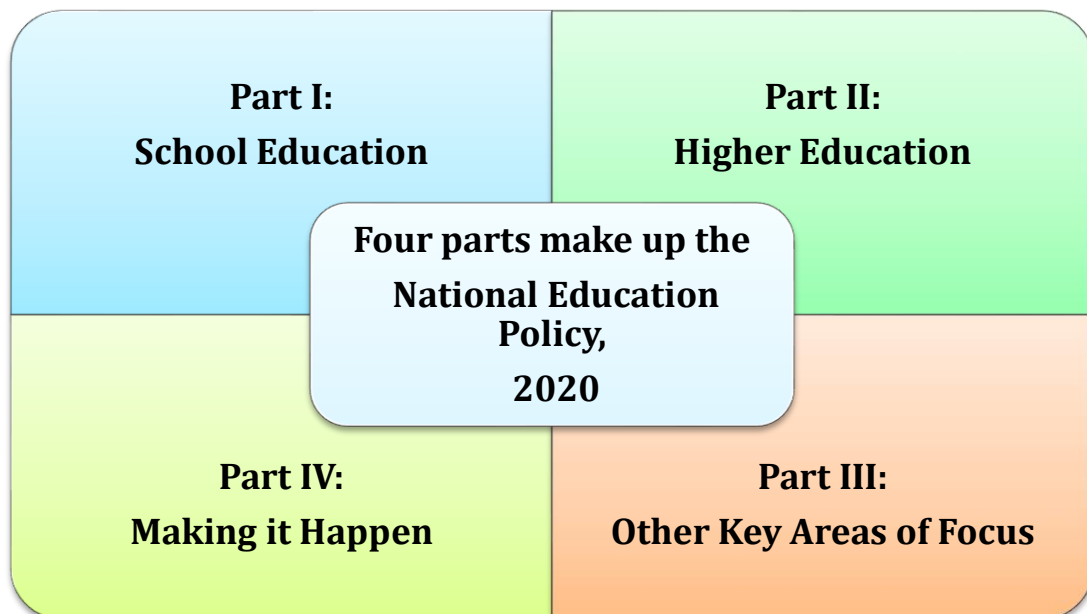 Part I:
School Education
Part II:
Higher Education
Four parts make up the
National Education
Policy,
2020
Part IV:
Making it Happen
Part III:
Other Key Areas of Focus